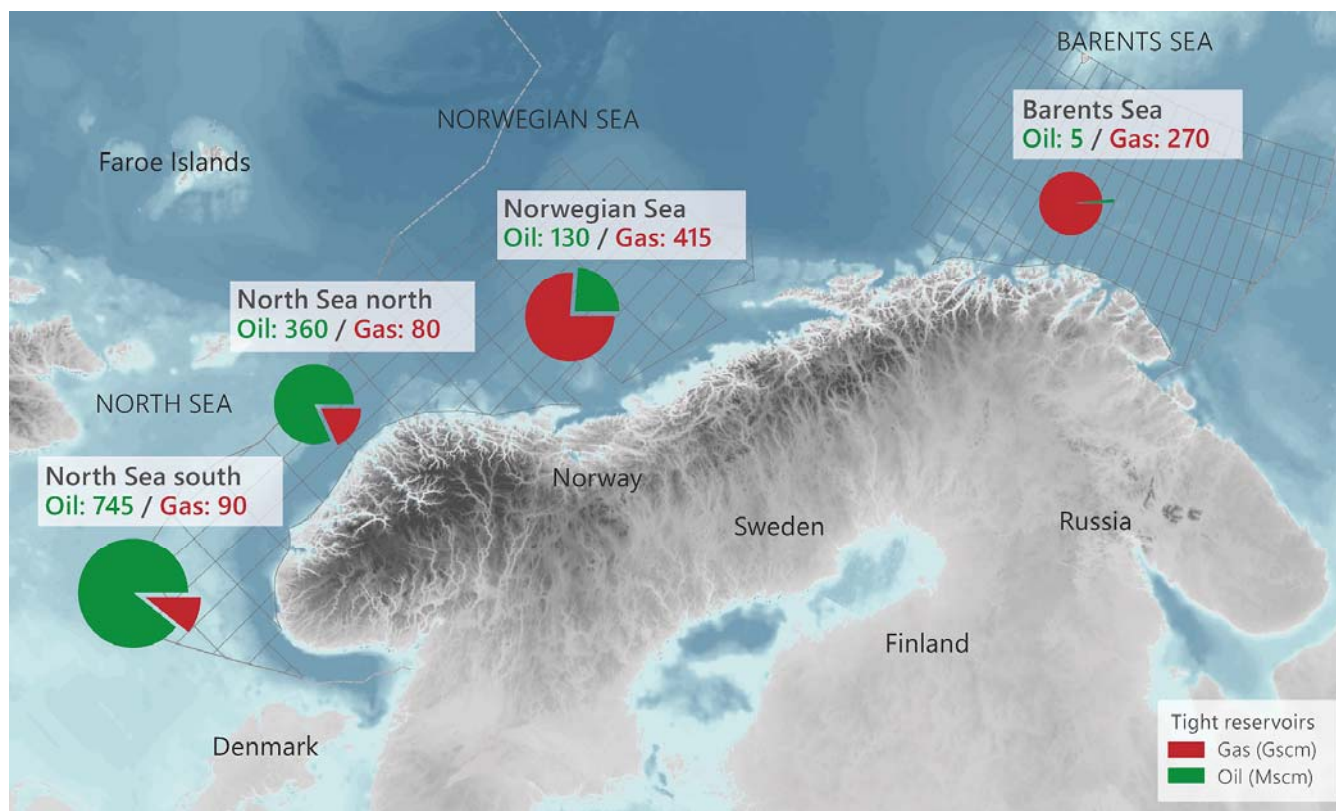 BARENTS SEA
Barents Sea
Oil: 5 / Gas: 270
NORWEGIAN SEA
Faroe Islands
Norwegian Sea
Oil: 130 / Gas: 415
North Sea north
Oil: 360 / Gas: 80
NORTH SEA
North Sea south
Oil: 745 / Gas: 90
Norway
Sweden
Russia
Finland
Denmark
Tight reservoirs
Gas (Gscm)
Oil (Mscm)